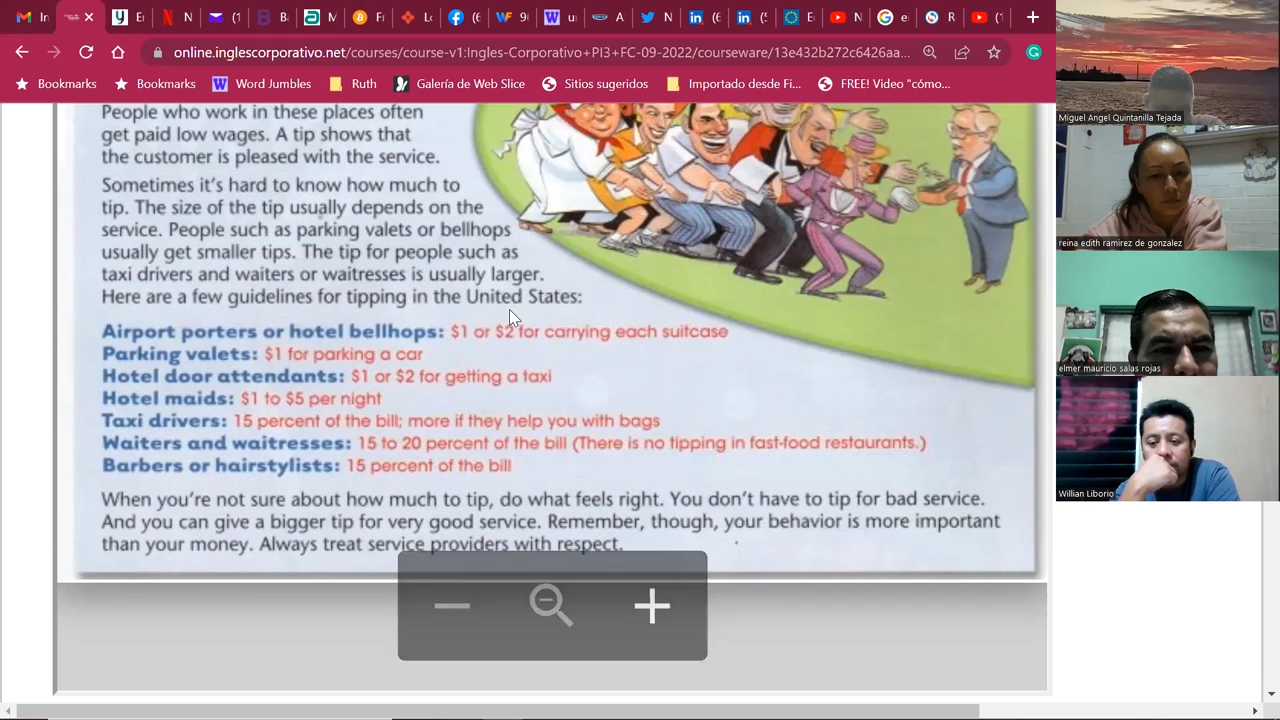 In
E
N
(1
B
B
M
F
L
(6
9
u
A
N
(6
(5
E
N
e
R
(1
online.inglescorporativo.net/courses/course-v1:Ingles-Corporativo+PI3+FC-09-2022/courseware/13e432b272c6426aa...
Bookmarks
Bookmarks
Word Jumbles
Ruth
Galería de Web Slice
Sitios sugeridos
Importado desde Fi...
FREE! Video "cómo...
People who work in these places often
get paid low wages. A tip shows that
the customer is pleased with the service.
Sometimes it's hard to know how much to
tip. The size of the tip usually depends on the
service. People such as parking valets or bellhops
usually get smaller tips. The tip for people such as
taxi drivers and waiters or waitresses is usually larger.
Here are a few guidelines for tipping in the United States:
Airport porters or hotel bellhops: $1 or $2 for carrying each suitcase
Parking valets: $1 for parking a car
Hotel door attendants: $1 or $2 for getting a taxi
Hotel maids: $1 to $5 per night
Taxi drivers: 15 percent of the bill; more if they help you with bags
Waiters and waitresses: 15 to 20 percent of the bill (There is no tipping in fast-food restaurants.)
Barbers or hairstylists: 15 percent of the bill
When you're not sure about how much to tip, do what feels right. You don't have to tip for bad service.
And you can give a bigger tip for very good service. Remember, though, your behavior is more important
than your money. Always treat service providers with respect.
Miguel Angel Quintanilla Tejada
reina edith ramirez de gonzalez
elmer mauricio salas rojas
Willian Liborio